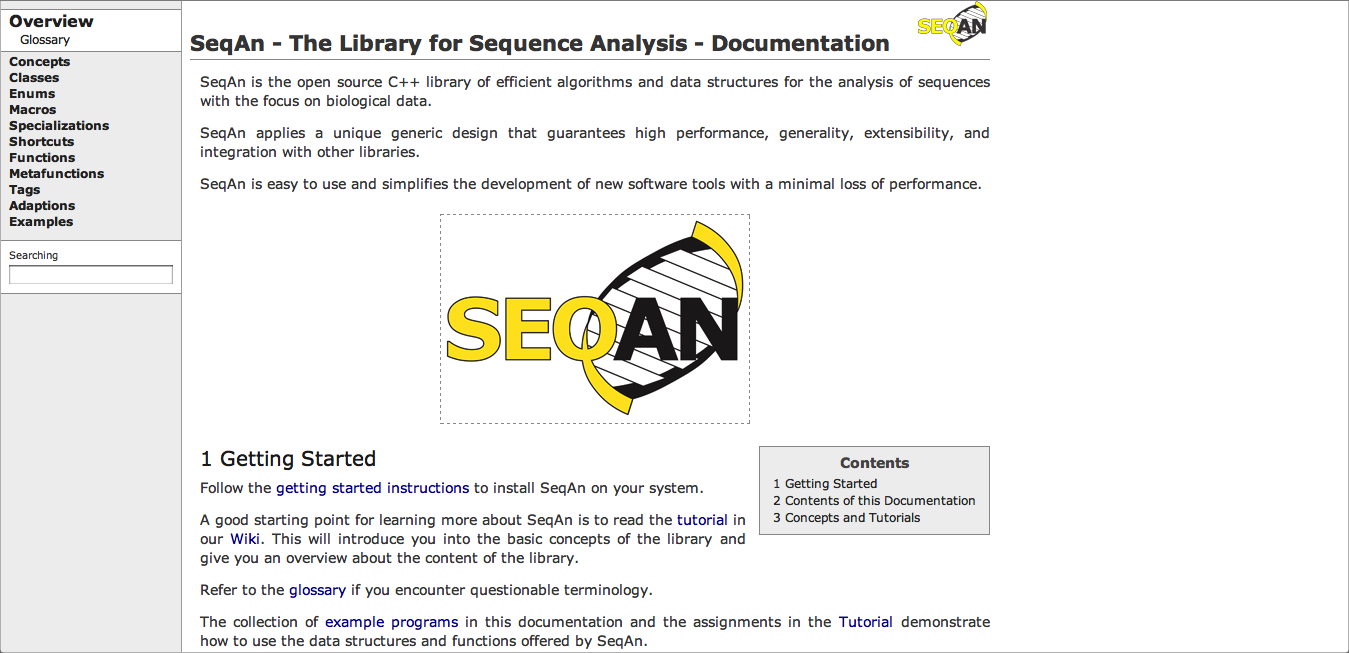 Overview
Glossary
Concepts
Classes
Enums
Macros
Specializations
Shortcuts
Functions
Metafunctions
Tags
Adaptions
Examples
Searching
SEQAN
SeqAn - The Library for Sequence Analysis - Documentation
SeqAn is the open source C++ library of efficient algorithms and data structures for the analysis of sequences
with the focus on biological data.
SeqAn applies a unique generic design that guarantees high performance, generality, extensibility, and
integration with other libraries.
SeqAn is easy to use and simplifies the development of new software tools with a minimal loss of performance.
SEQAN
1 Getting Started
Follow the getting started instructions to install SeqAn on your system.
A good starting point for learning more about SeqAn is to read the tutorial in
our Wiki. This will introduce you into the basic concepts of the library and
give you an overview about the content of the library.
Refer to the glossary if you encounter questionable terminology.
The collection of example programs in this documentation and the assignments in the Tutorial demonstrate
how to use the data structures and functions offered by SeqAn.
Contents
1 Getting Started
2 Contents of this Documentation
3 Concepts and Tutorials